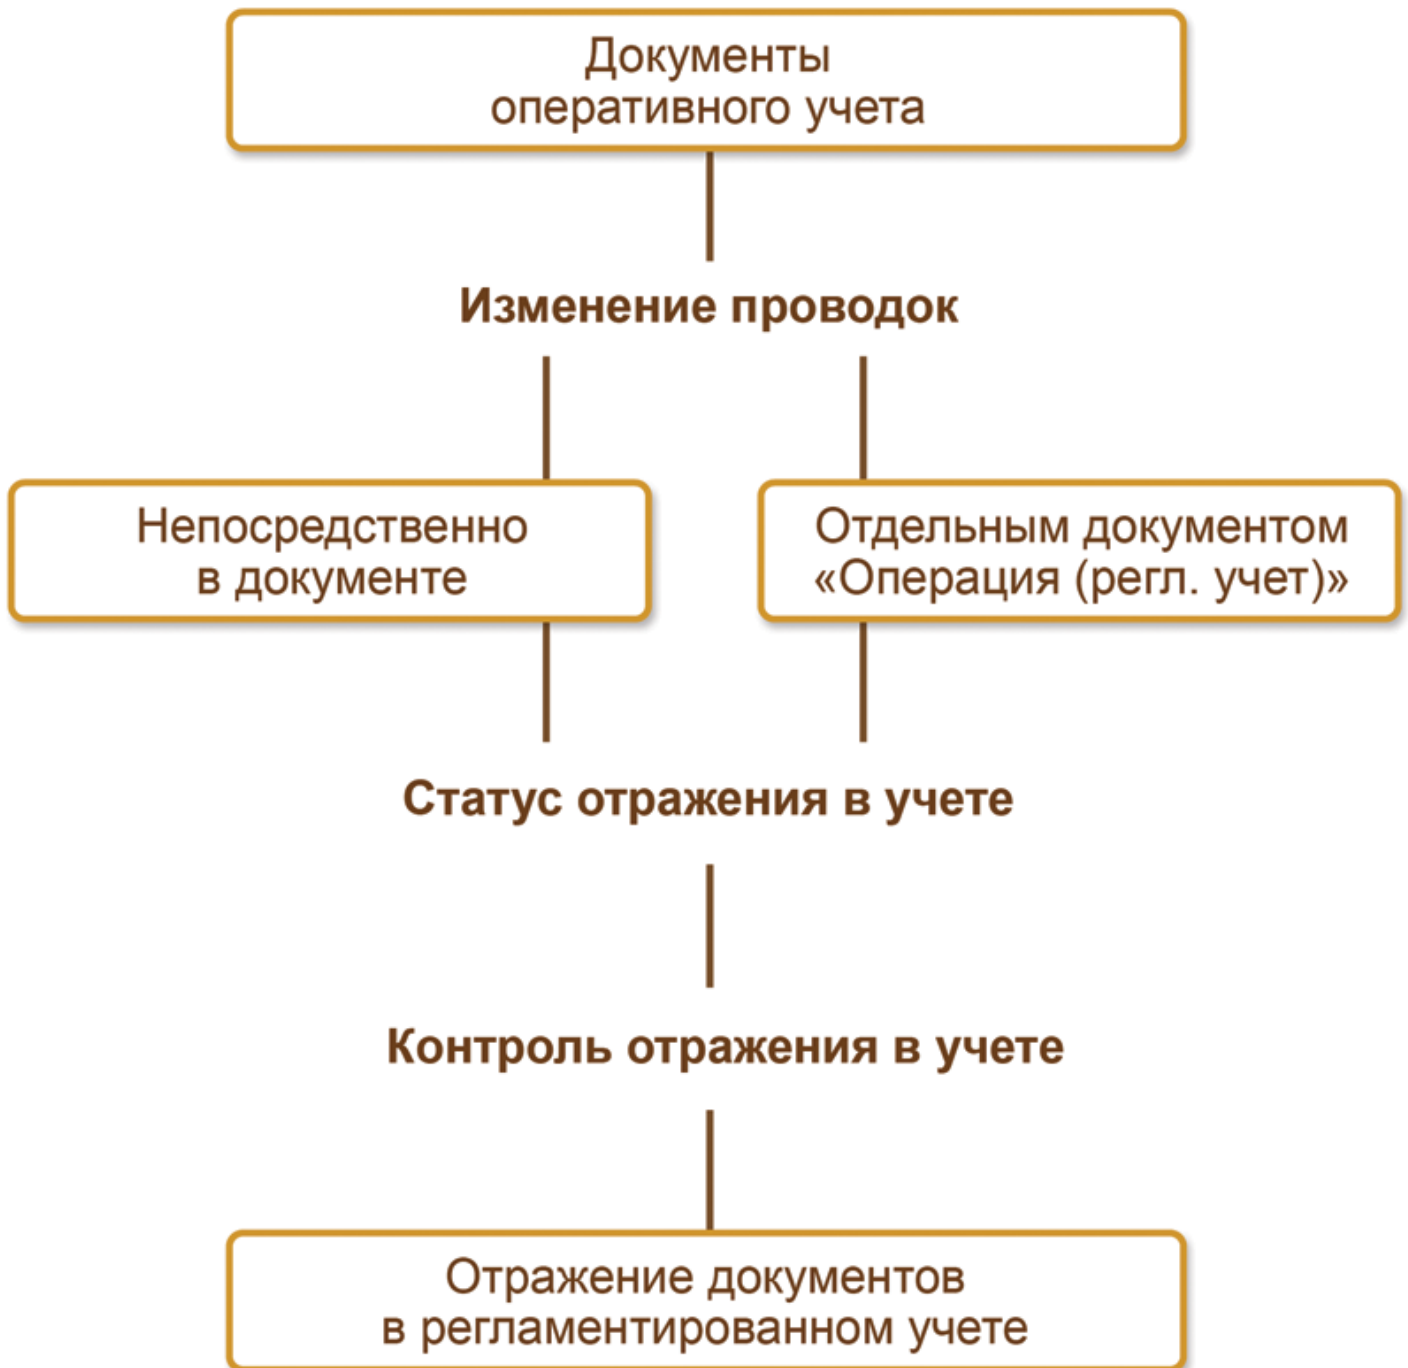 Документы
оперативного учета
Изменение проводок
Непосредственно
в документе
Отдельным документом
«Операция (регл. учет)»
Статус отражения в учете
Контроль отражения в учете
Отражение документов
в регламентированном учете